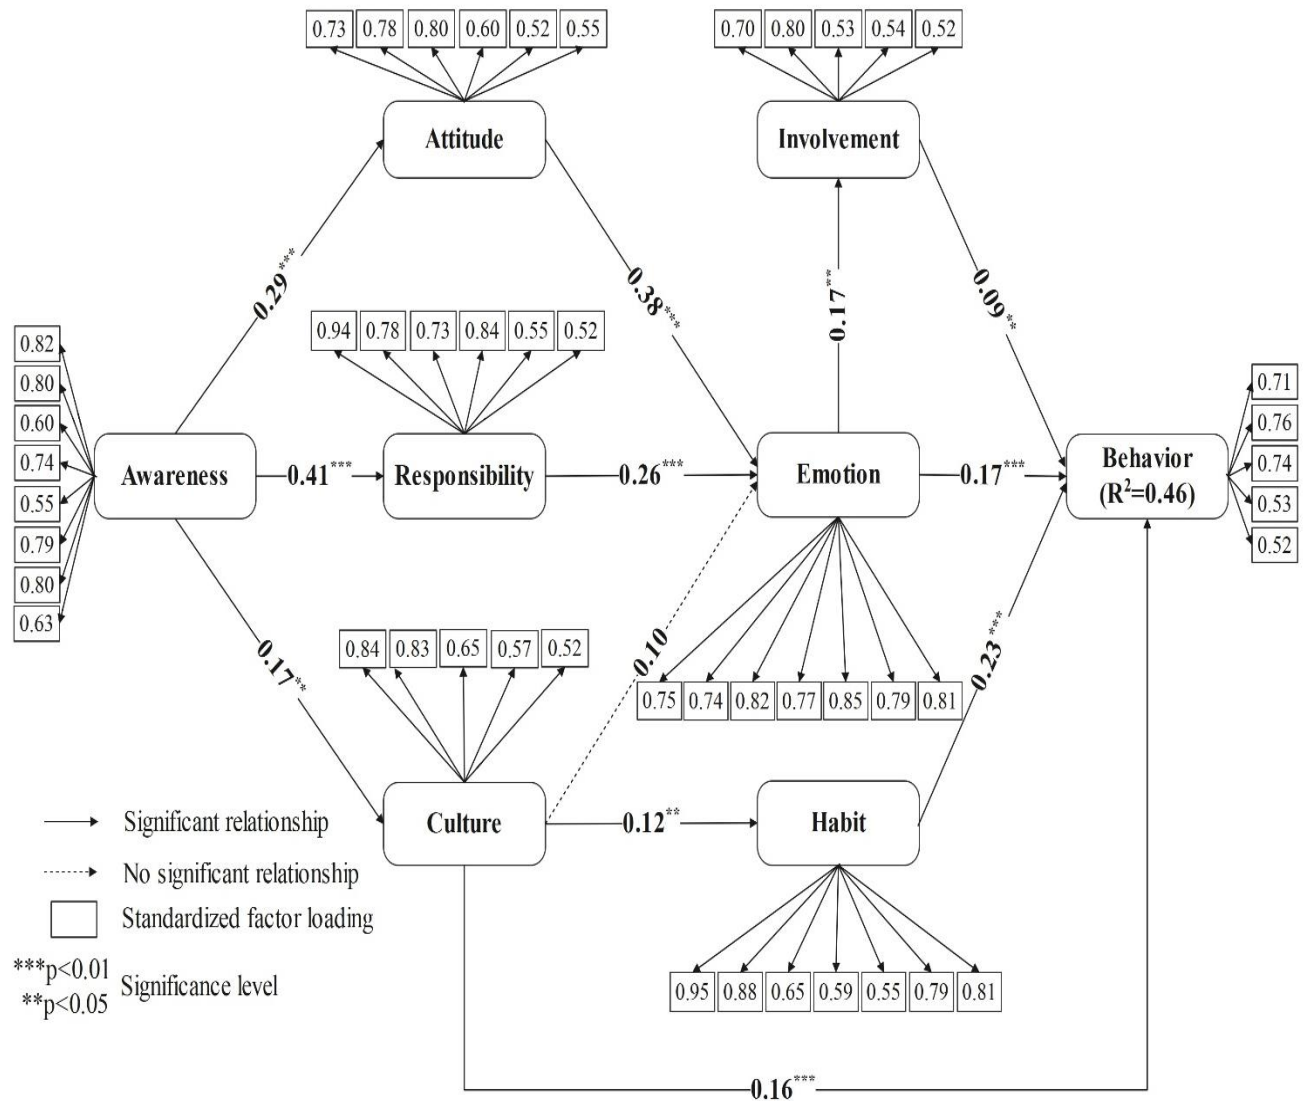 0.73 0.78 0.80 0.60 0.52 0.55
0.70 0.80 0.53 0.54 0.52
Attitude
Involvement
0.29***
0.38***
0.17**
0.09**
0.94 0.78 0.73 0.84 0.55 0.52
0.82
0.80
0.60
0.74
0.55
0.79
0.80
0.63
Awareness
0.41***
Responsibility
0.26***
Emotion
0.17***
Behavior
(R²=0.46)
0.71
0.76
0.74
0.53
0.52
0.17**
0.10
0.23***
0.84 0.83 0.65 0.57 0.52
0.75 0.74 0.82 0.77 0.85 0.79 0.81
Culture
0.12**
Habit
0.95 0.88 0.65 0.59 0.55 0.79 0.81
0.16***
Significant relationship
No significant relationship
Standardized factor loading
***p<0.01
**p<0.05
Significance level